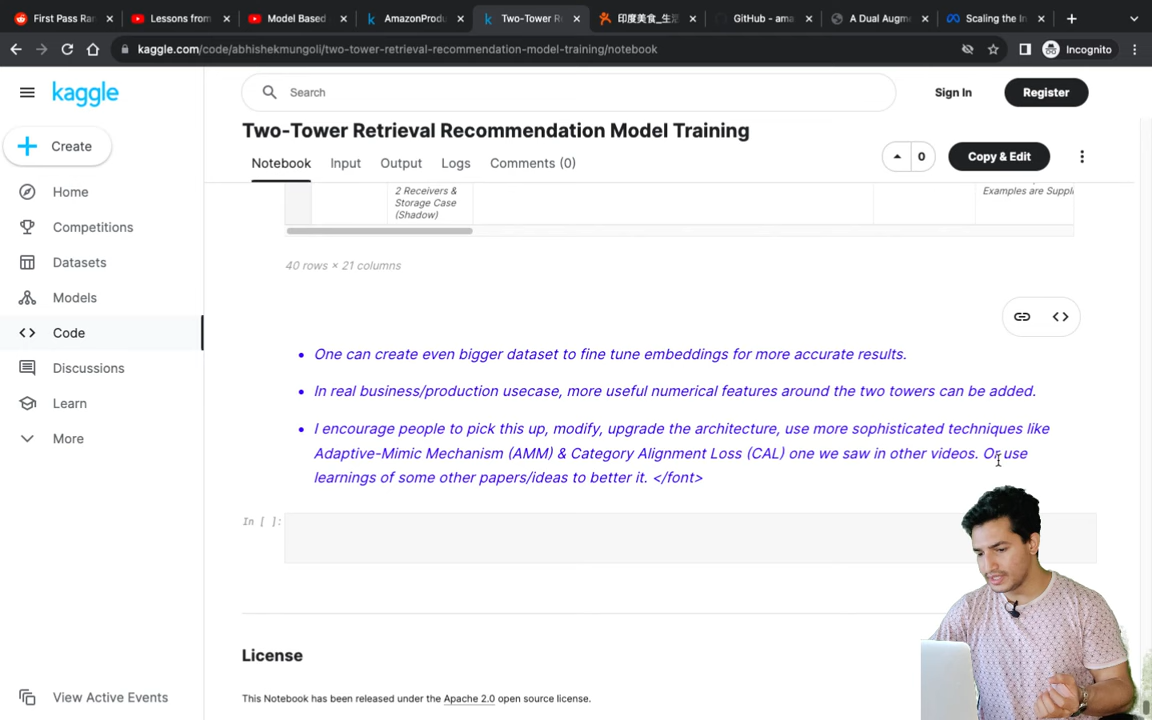 First Pass Ran
Lessons from
Model Based
AmazonProdu
Two-Tower Re
印度美食_生活
GitHub - ama
A Dual Augme
Scaling the In
kaggle.com/code/abhishekmungoli/two-tower-retrieval-recommendation-model-training/notebook
Incognito
kaggle
Search
Sign In
Register
Create
Home
Competitions
Datasets
Models
Code
Discussions
Learn
More
View Active Events
Two-Tower Retrieval Recommendation Model Training
Notebook Input Output Logs Comments (0)
0
Copy & Edit
2 Receivers &
Storage Case
(Shadow)
Examples are Suppli
40 rows × 21 columns
• One can create even bigger dataset to fine tune embeddings for more accurate results.
• In real business/production usecase, more useful numerical features around the two towers can be added.
• I encourage people to pick this up, modify, upgrade the architecture, use more sophisticated techniques like
Adaptive-Mimic Mechanism (AMM) & Category Alignment Loss (CAL) one we saw in other videos. Or use
learnings of some other papers/ideas to better it. </font>
In [ ]:
License
This Notebook has been released under the Apache 2.0 open source license.